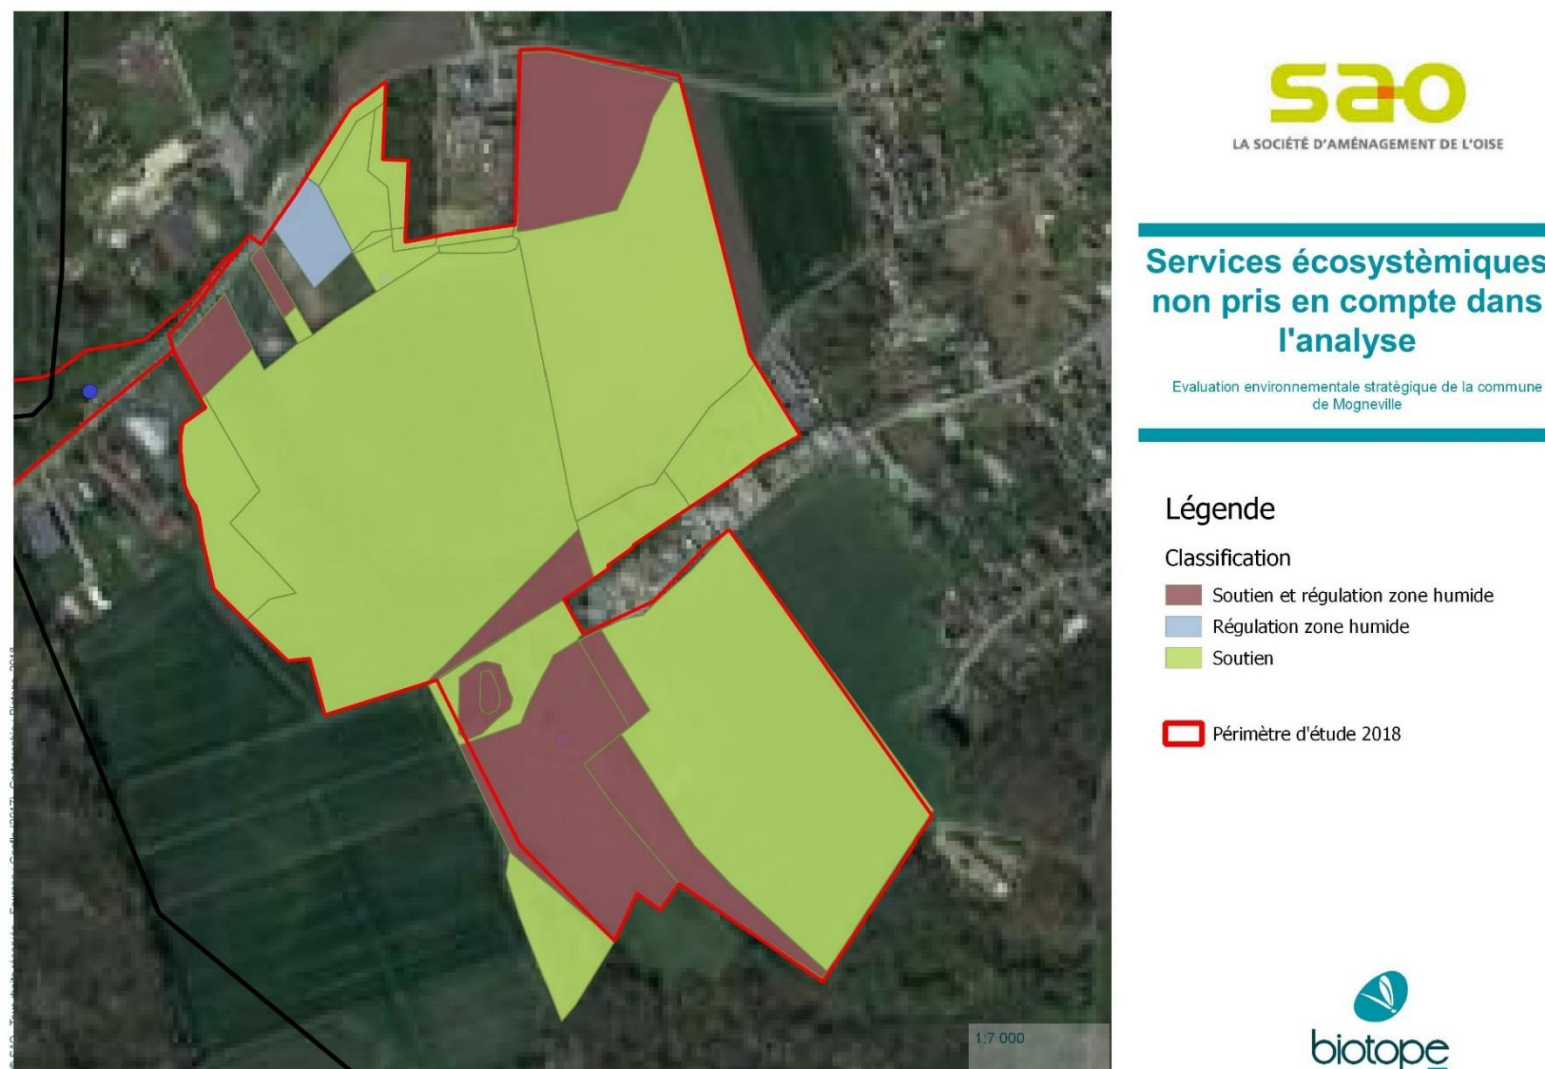 sao
LA SOCIÉTÉ D'AMÉNAGEMENT DE L'OISE
Services écosystèmiques
non pris en compte dans
l'analyse
Evaluation environnementale stratégique de la commune
de Mogneville
Légende
Classification
Soutien et régulation zone humide
Régulation zone humide
Soutien
Périmètre d'étude 2018
1:7 000
biotope